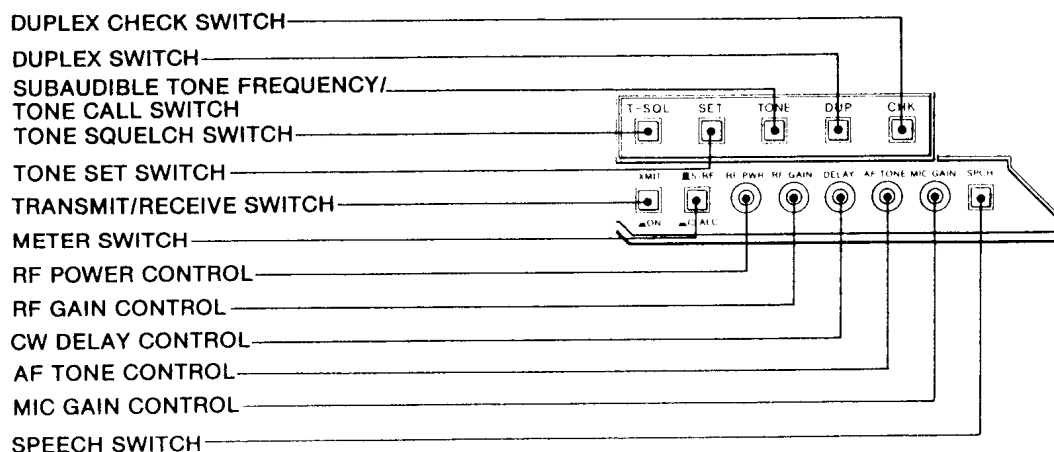 DUPLEX CHECK SWITCH
DUPLEX SWITCH
SUBAUDIBLE TONE FREQUENCY/
TONE CALL SWITCH
TONE SQUELCH SWITCH
TONE SET SWITCH
TRANSMIT/RECEIVE SWITCH
METER SWITCH
RF POWER CONTROL
RF GAIN CONTROL
CW DELAY CONTROL
AF TONE CONTROL
MIC GAIN CONTROL
SPEECH SWITCH
T-SQL SET TONE DUP CHK
XMIT S-RF RF PWR RF GAIN DELAY AF TONE MIC GAIN SPCH
ON C/ALC